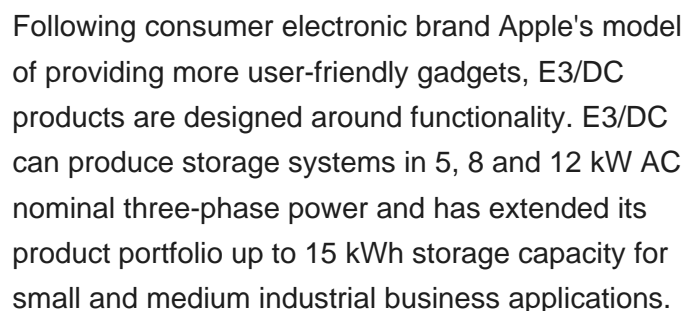 Following consumer electronic brand Apple's model
of providing more user-friendly gadgets, E3/DC
products are designed around functionality. E3/DC
can produce storage systems in 5, 8 and 12 kW AC
nominal three-phase power and has extended its
product portfolio up to 15 kWh storage capacity for
small and medium industrial business applications.